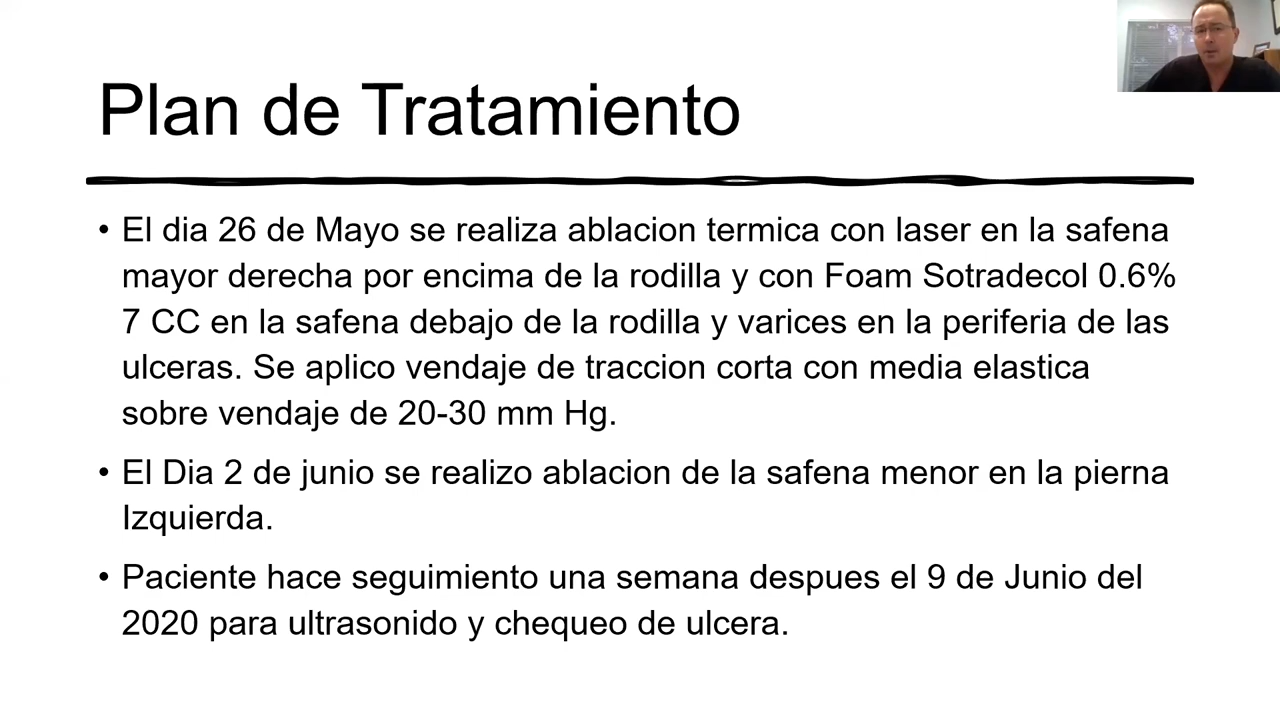 Plan de Tratamiento
• El dia 26 de Mayo se realiza ablacion termica con laser en la safena
mayor derecha por encima de la rodilla y con Foam Sotradecol 0.6%
7 CC en la safena debajo de la rodilla y varices en la periferia de las
ulceras. Se aplico vendaje de traccion corta con media elastica
sobre vendaje de 20-30 mm Hg.
• El Dia 2 de junio se realizo ablacion de la safena menor en la pierna
Izquierda.
• Paciente hace seguimiento una semana despues el 9 de Junio del
2020 para ultrasonido y chequeo de ulcera.